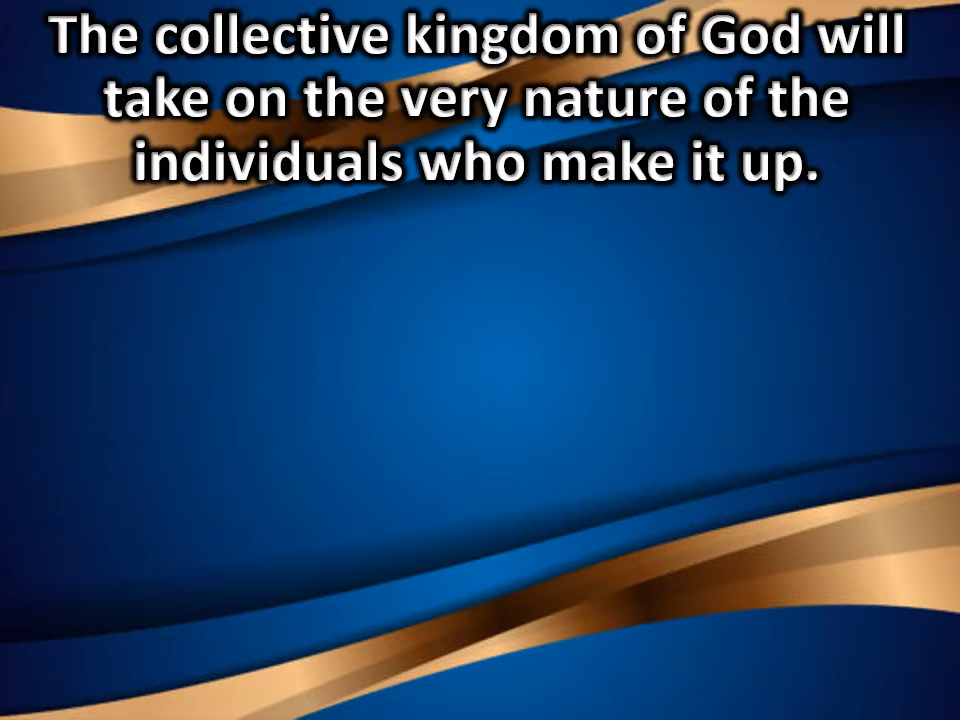 The collective kingdom of God will
take on the very nature of the
individuals who make it up.